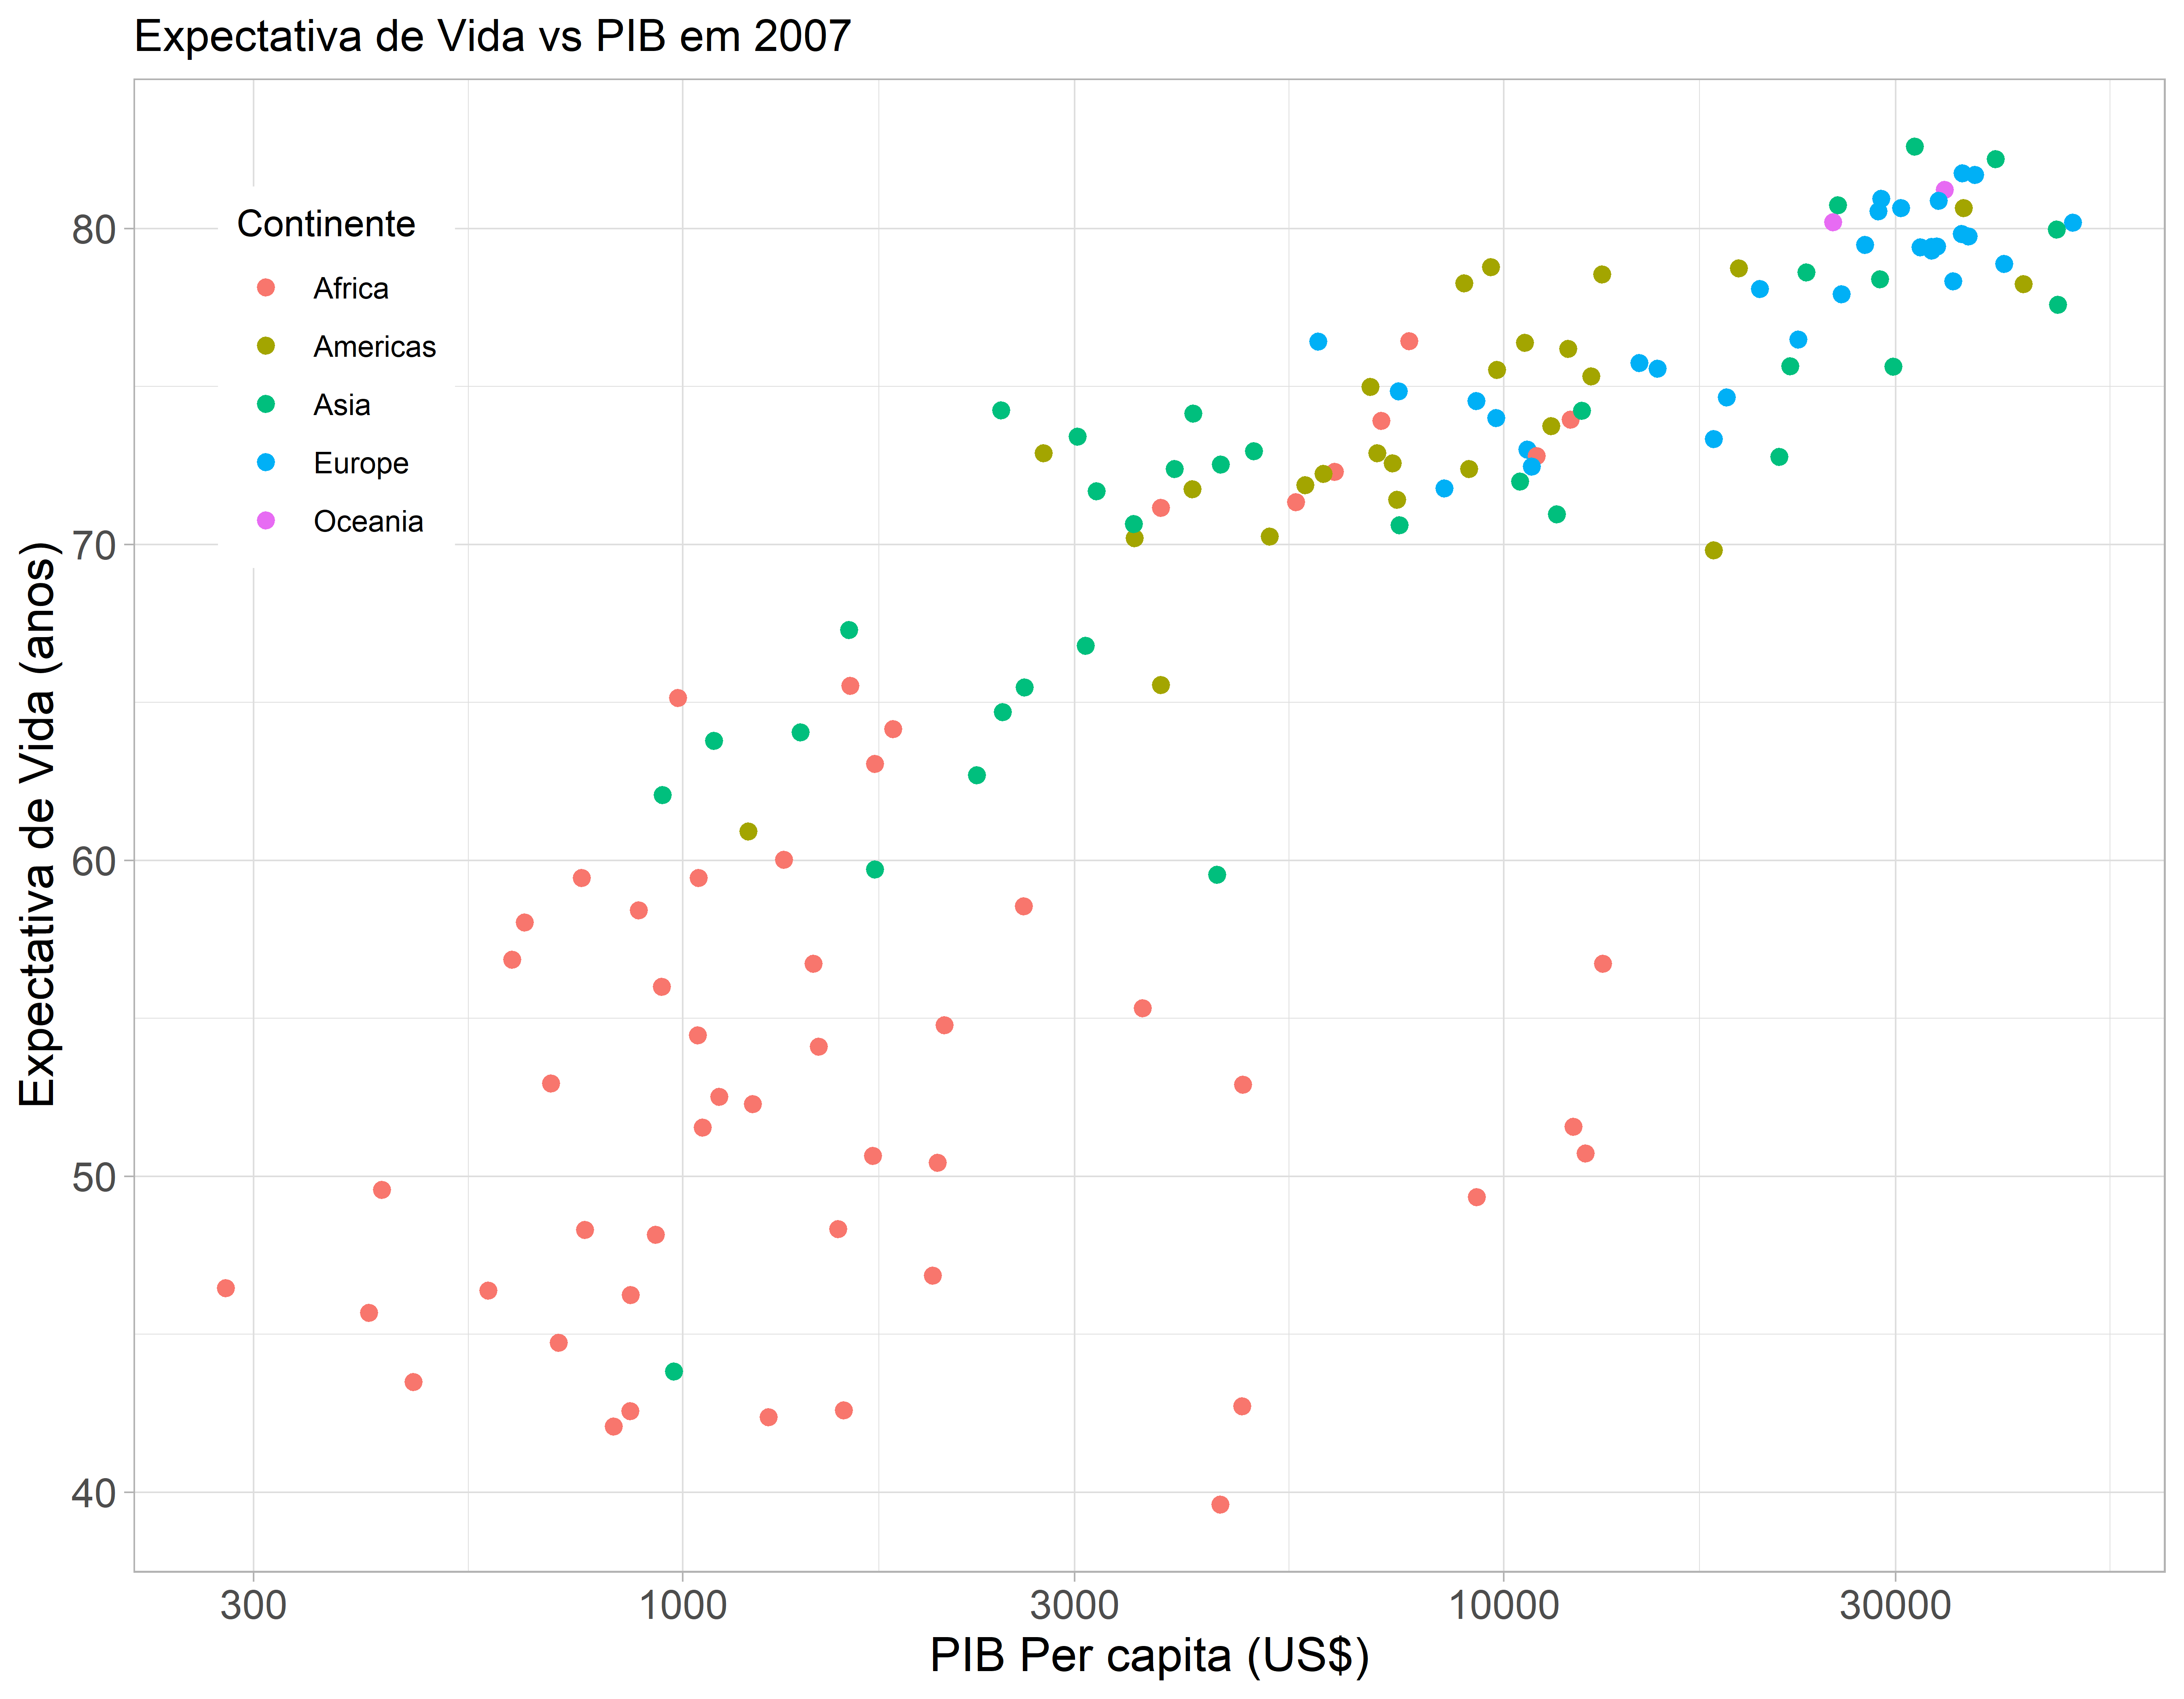 Expectativa de Vida vs PIB em 2007
Expectativa de Vida (anos)
80
70
60
50
40
Continente
Africa
Americas
Asia
Europe
Oceania
300 1000 3000 10000 30000
PIB Per capita (US$)